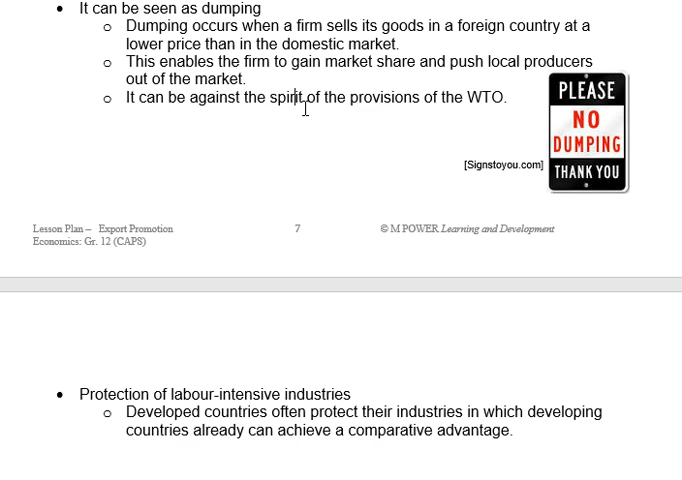 • It can be seen as dumping
o Dumping occurs when a firm sells its goods in a foreign country at a
lower price than in the domestic market.
o This enables the firm to gain market share and push local producers
out of the market.
o It can be against the spirit of the provisions of the WTO.
PLEASE
NO
DUMPING
THANK YOU
[Signstoyou.com]
Lesson Plan – Export Promotion 7 © M POWER Learning and Development
Economics: Gr. 12 (CAPS)
• Protection of labour-intensive industries
o Developed countries often protect their industries in which developing
countries already can achieve a comparative advantage.